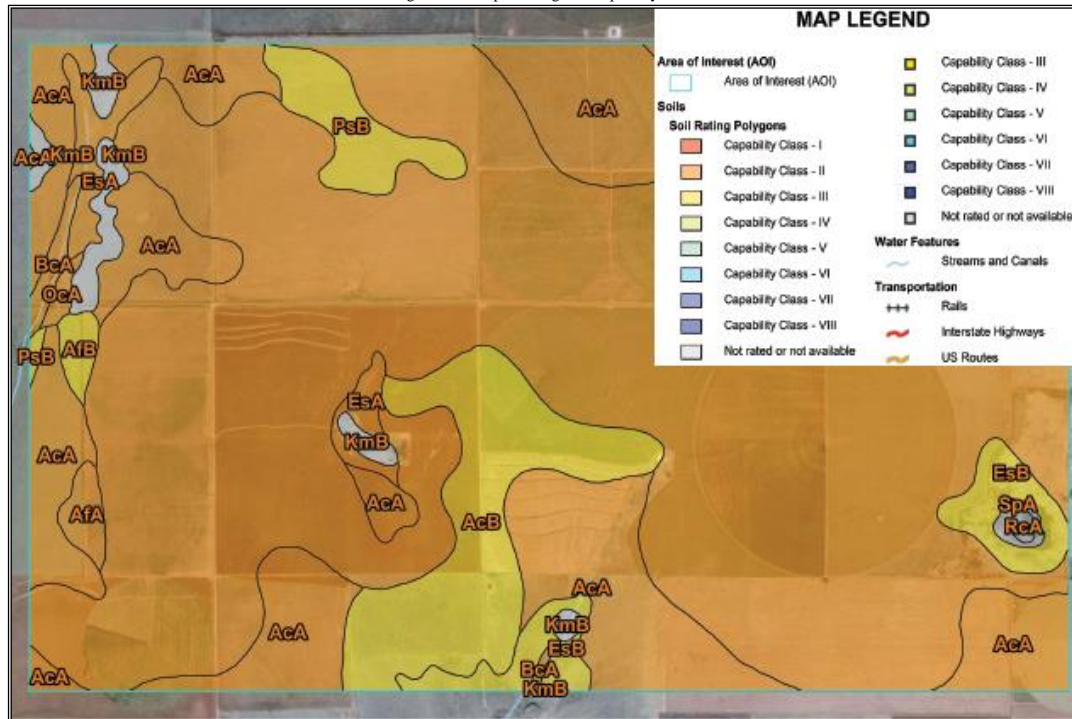 MAP LEGEND
Area of Interest (AOI)
Area of Interest (AOI)
Soils
Soil Rating Polygons
Capability Class - I
Capability Class - II
Capability Class - III
Capability Class - IV
Capability Class - V
Capability Class - VI
Capability Class - VII
Capability Class - VIII
Not rated or not available
Capability Class - III
Capability Class - IV
Capability Class - V
Capability Class - VI
Capability Class - VII
Capability Class - VIII
Not rated or not available
Water Features
Streams and Canals
Transportation
Rails
Interstate Highways
US Routes
KmB
AcA
AcA
AcA
PsB
AcA
KmB
KmB
EsA
AcA
BcA
OcA
PsB
AfB
EsA
KmB
AcA
AcA
AfA
AcB
EsB
SpA
RcA
AcA
KmB
AcA
EsB
AcA
BcA
AcA
KmB